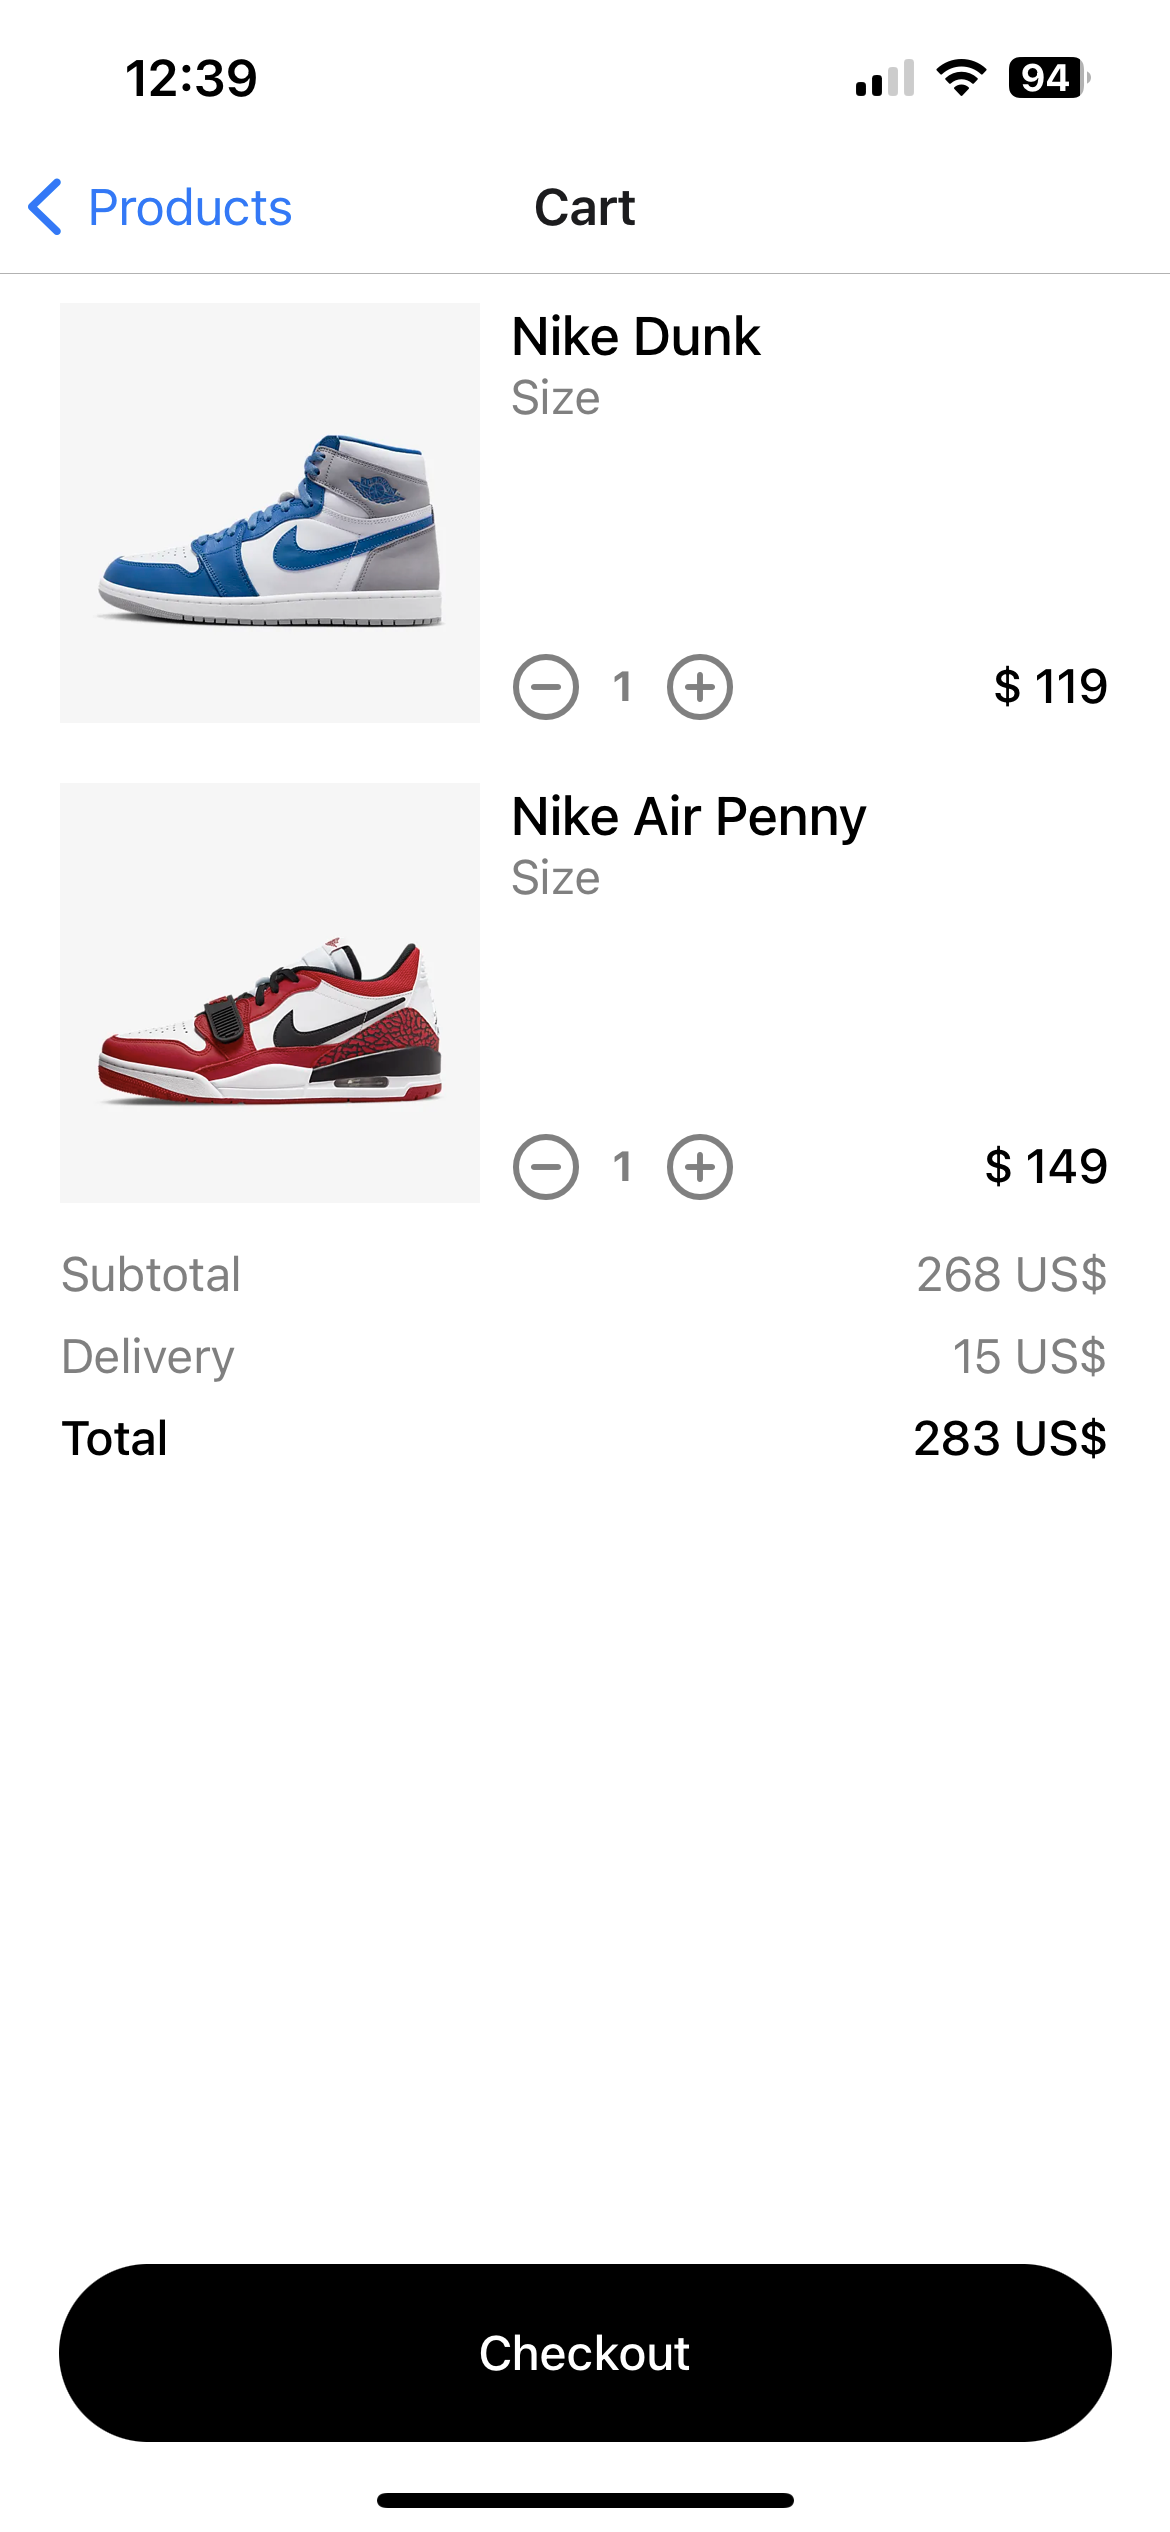 12:39
94
Products
Cart
Nike Dunk
Size
1
$ 119
Nike Air Penny
Size
1
$ 149
Subtotal
268 US$
Delivery
15 US$
Total
283 US$
Checkout